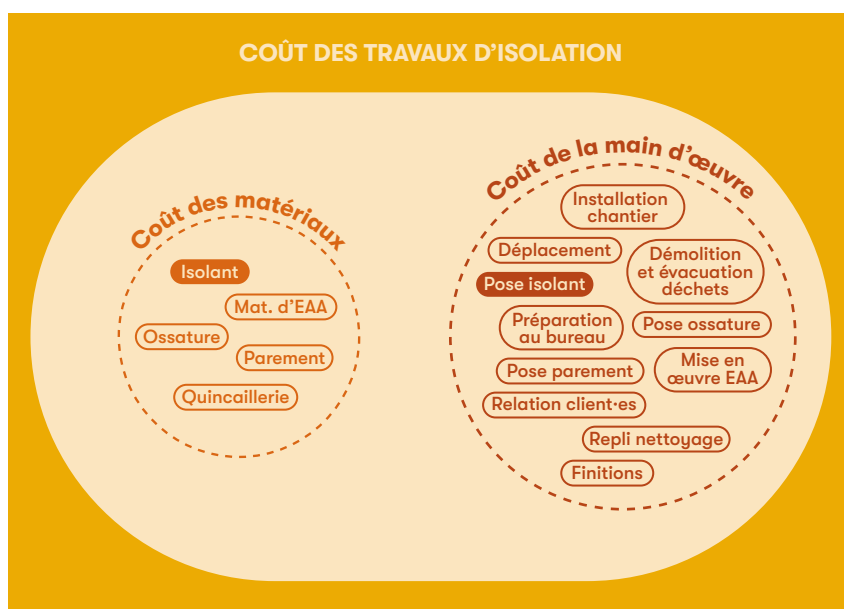 COÛT DES TRAVAUX D'ISOLATION
Coût des matériaux
Isolant
Mat. d'EAA
Ossature
Parement
Quincaillerie
Coût de la main d'œuvre
Installation
chantier
Déplacement
Démolition
et évacuation
déchets
Pose isolant
Préparation
au bureau
Pose ossature
Mise en
œuvre EAA
Pose parement
Relation client·es
Repli nettoyage
Finitions